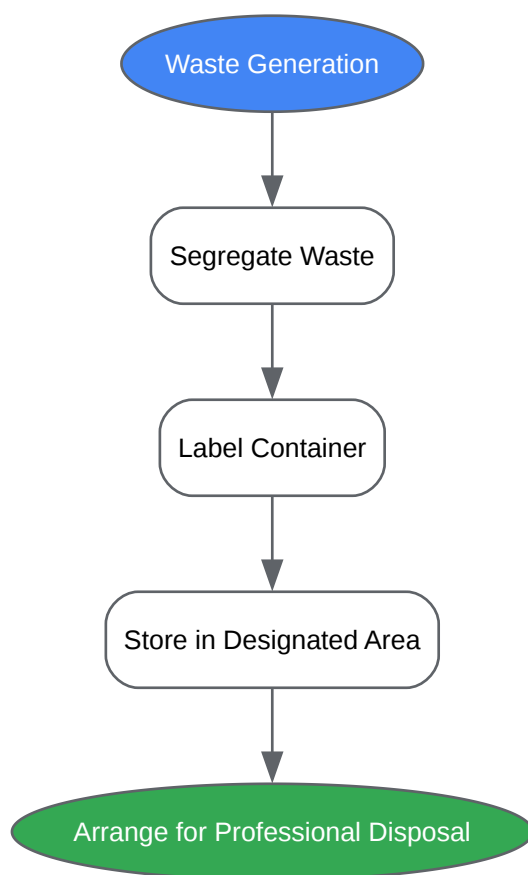 Waste Generation
Segregate Waste
Label Container
Store in Designated Area
Arrange for Professional Disposal